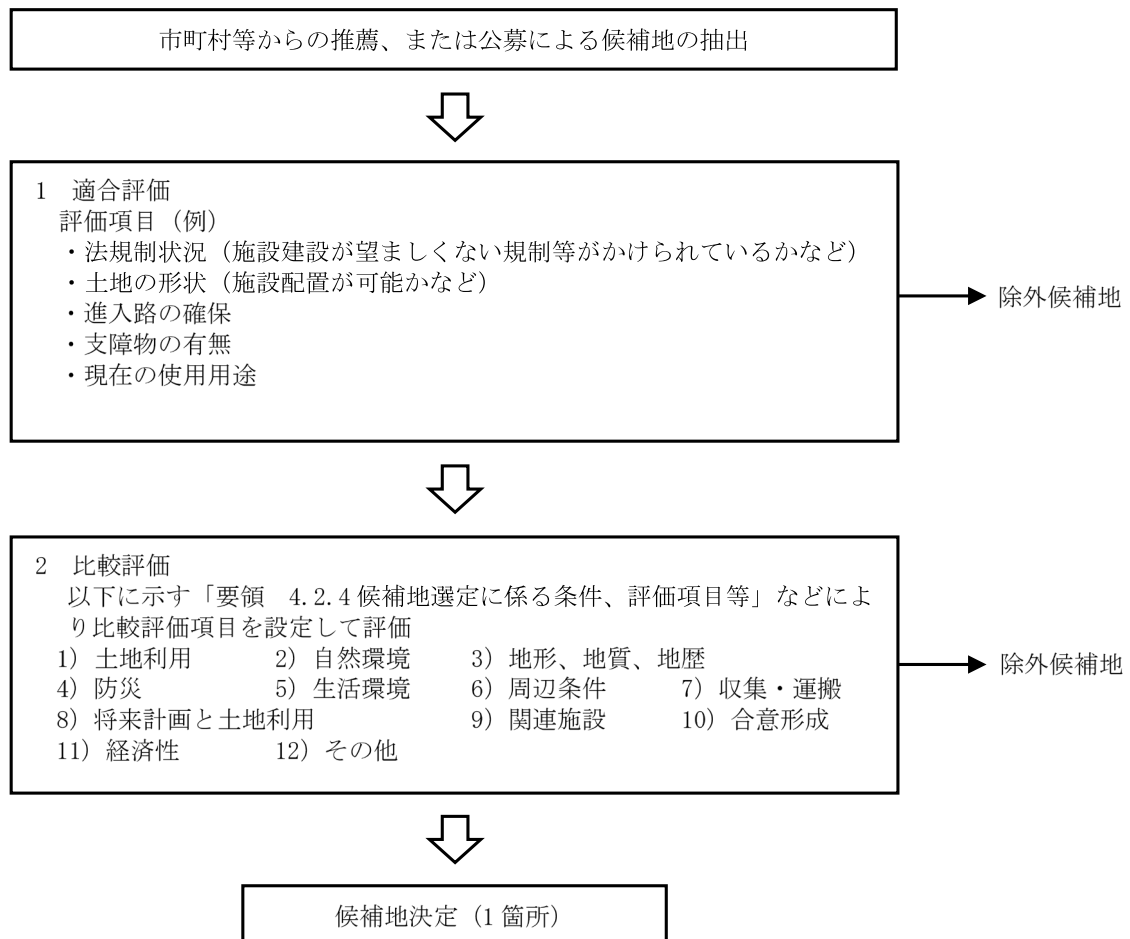 市町村等からの推薦、または公募による候補地の抽出
1　適合評価
評価項目（例）
・法規制状況（施設建設が望ましくない規制等がかけられているかなど）
・土地の形状（施設配置が可能かなど）
・進入路の確保
・支障物の有無
・現在の使用用途
除外候補地
2　比較評価
以下に示す「要領　4.2.4 候補地選定に係る条件、評価項目等」などによ
り比較評価項目を設定して評価
1）土地利用　2）自然環境　3）地形、地質、地歴
4）防災　5）生活環境　6）周辺条件　7）収集・運搬
8）将来計画と土地利用　9）関連施設　10）合意形成
11）経済性　12）その他
除外候補地
候補地決定（1 箇所）